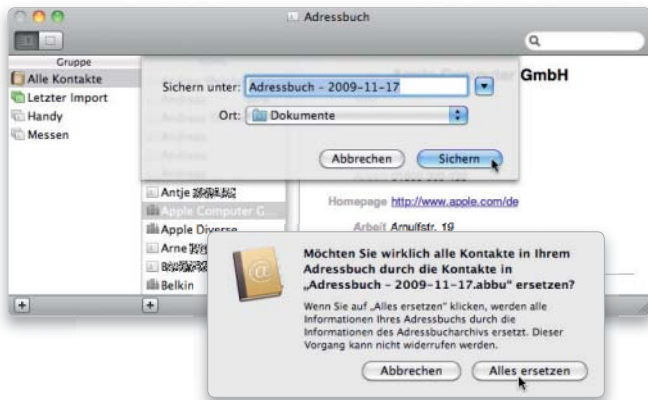 Adressbuch
Gruppe
Alle Kontakte
Letzter Import
Handy
Messen
Sichern unter: Adressbuch – 2009-11-17
Ort: Dokumente
Abbrechen Sichern
GmbH
Antje
Apple Computer G...
Apple Diverse
Arne
Belkin
Homepage http://www.apple.com/de
Arbeit Arnulfstr. 19
Möchten Sie wirklich alle Kontakte in Ihrem
Adressbuch durch die Kontakte in
„Adressbuch – 2009-11-17.abbu“ ersetzen?
Wenn Sie auf „Alles ersetzen“ klicken, werden alle
Informationen Ihres Adressbuchs durch die
Informationen des Adressbucharchivs ersetzt. Dieser
Vorgang kann nicht widerrufen werden.
Abbrechen Alles ersetzen